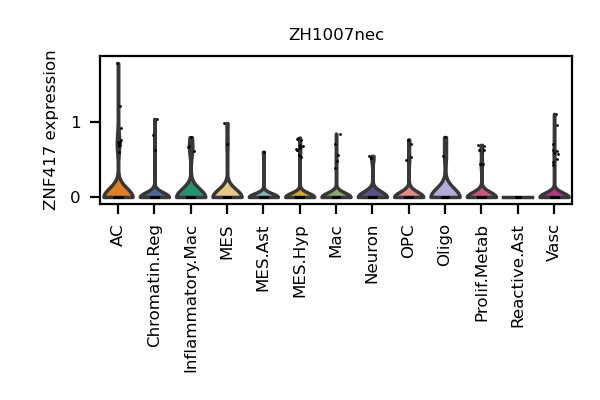 ZH1007nec
ZNF417 expression
1
0
AC
Chromatin.Reg
Inflammatory.Mac
MES
MES.Ast
MES.Hyp
Mac
Neuron
OPC
Oligo
Prolif.Metab
Reactive.Ast
Vasc